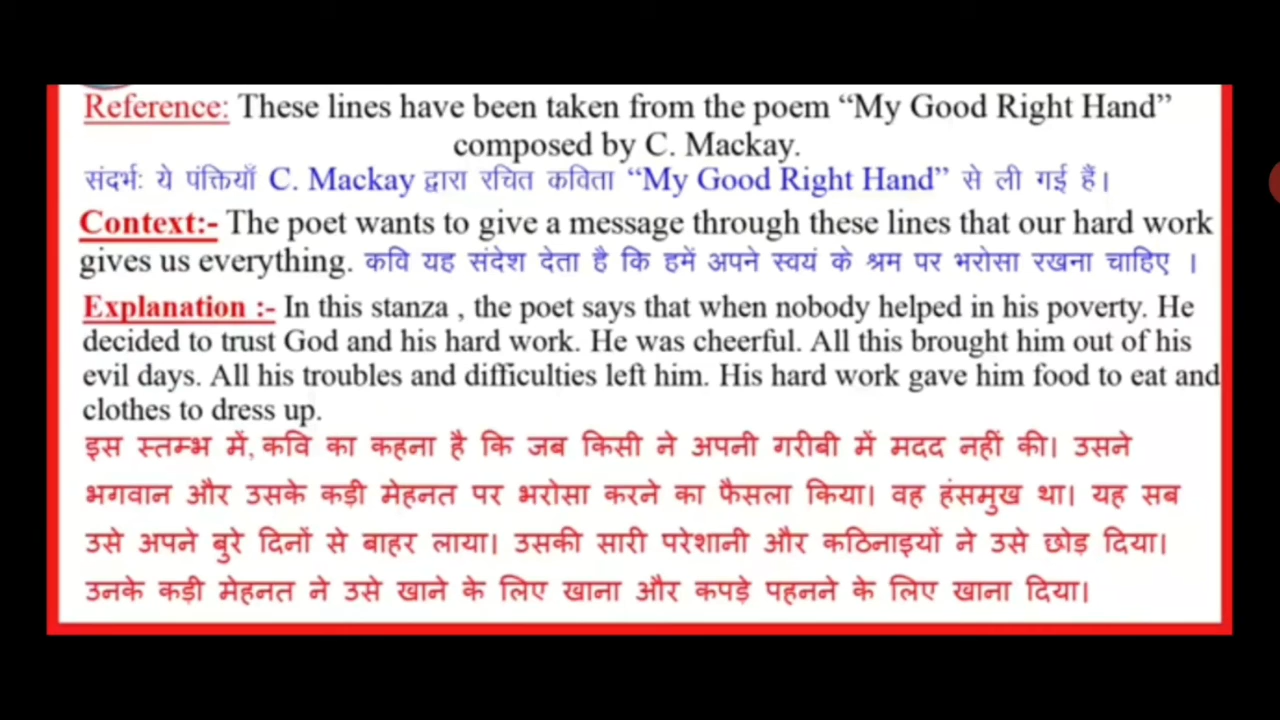 Reference: These lines have been taken from the poem “My Good Right Hand”
composed by C. Mackay.
संदर्भः ये पंक्तियाँ C. Mackay द्वारा रचित कविता “My Good Right Hand” से ली गई हैं।
Context:- The poet wants to give a message through these lines that our hard work
gives us everything. कवि यह संदेश देता है कि हमें अपने स्वयं के श्रम पर भरोसा रखना चाहिए ।
Explanation :- In this stanza , the poet says that when nobody helped in his poverty. He
decided to trust God and his hard work. He was cheerful. All this brought him out of his
evil days. All his troubles and difficulties left him. His hard work gave him food to eat and
clothes to dress up.
इस स्तम्भ में, कवि का कहना है कि जब किसी ने अपनी गरीबी में मदद नहीं की। उसने
भगवान और उसके कड़ी मेहनत पर भरोसा करने का फैसला किया। वह हंसमुख था। यह सब
उसे अपने बुरे दिनों से बाहर लाया। उसकी सारी परेशानी और कठिनाइयों ने उसे छोड़ दिया।
उनके कड़ी मेहनत ने उसे खाने के लिए खाना और कपड़े पहनने के लिए खाना दिया।